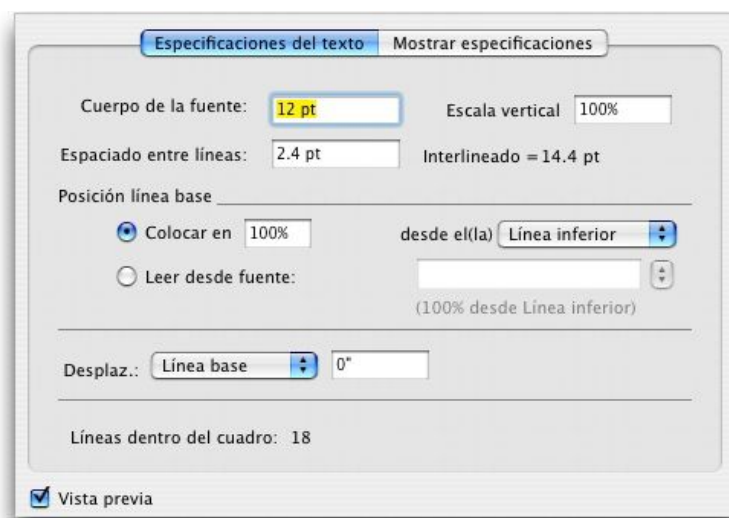 Especificaciones del texto Mostrar especificaciones
Cuerpo de la fuente: 12 pt Escala vertical 100%
Espaciado entre líneas: 2.4 pt Interlineado = 14.4 pt
Posición línea base
Colocar en 100% desde el(la) Línea inferior
Leer desde fuente:
(100% desde Línea inferior)
Desplaz.: Línea base 0"
Líneas dentro del cuadro: 18
Vista previa